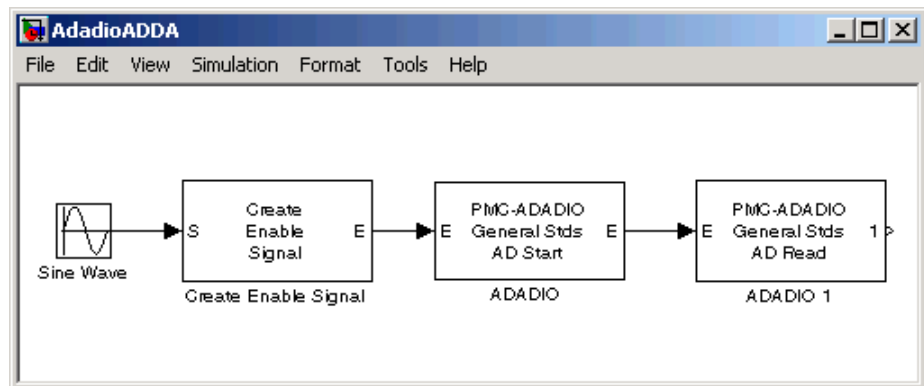 AdadioADDA
File Edit View Simulation Format Tools Help
Sine Wave
S
Create
Enable
Signal
E
Create Enable Signal
E
PMC-ADADIO
General Stds
AD Start
E
ADADIO
E
PMC-ADADIO
General Stds
AD Read
1
ADADIO 1